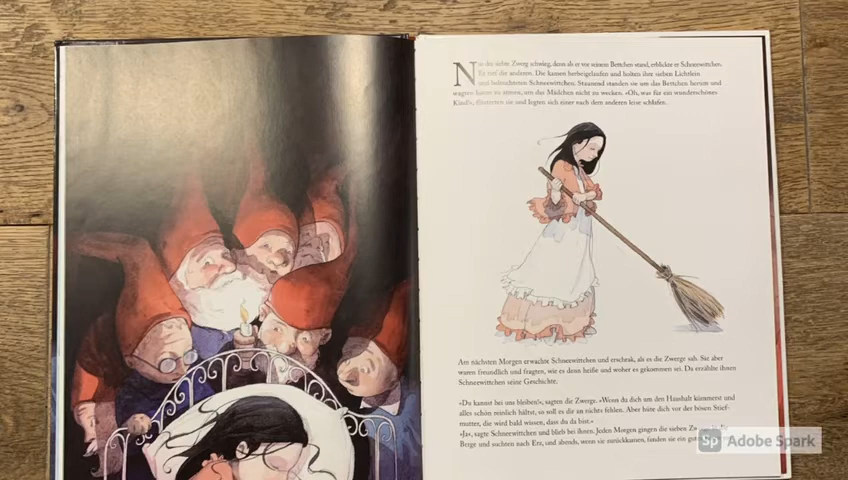 Nur der siebte Zwerg schwieg, denn als er vor seinem Bettchen stand, erblickte er Schneewittchen.
Er rief die anderen. Die kamen herbeigelaufen und holten ihre sieben Lichtlein
und beleuchteten Schneewittchen. Staunend standen sie um das Bettchen herum und
wagten kaum zu atmen, um das Mädchen nicht zu wecken. »Oh, was für ein wunderschönes
Kind!«, flüsterten sie und legten sich einer nach dem anderen leise schlafen.
Am nächsten Morgen erwachte Schneewittchen und erschrak, als es die Zwerge sah. Sie aber
waren freundlich und fragten, wie es denn heiße und woher es gekommen sei. Da erzählte ihnen
Schneewittchen seine Geschichte.
»Du kannst bei uns bleiben!«, sagten die Zwerge. »Wenn du dich um den Haushalt kümmerst und
alles schön reinlich hältst, so soll es dir an nichts fehlen. Aber hüte dich vor der bösen Stief-
mutter, die wird bald wissen, dass du da bist.«
»Ja«, sagte Schneewittchen und blieb bei ihnen. Jeden Morgen gingen die sieben
Berge und suchten nach Erz, und abends, wenn sie zurückkamen, fanden sie ein
Sp Adobe Spark